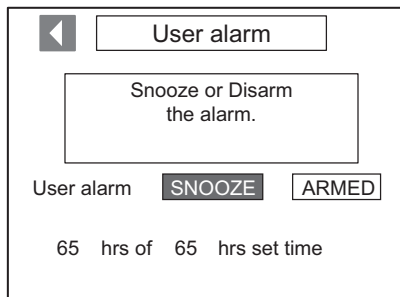 User alarm
Snooze or Disarm
the alarm.
User alarm SNOOZE ARMED
65 hrs of 65 hrs set time